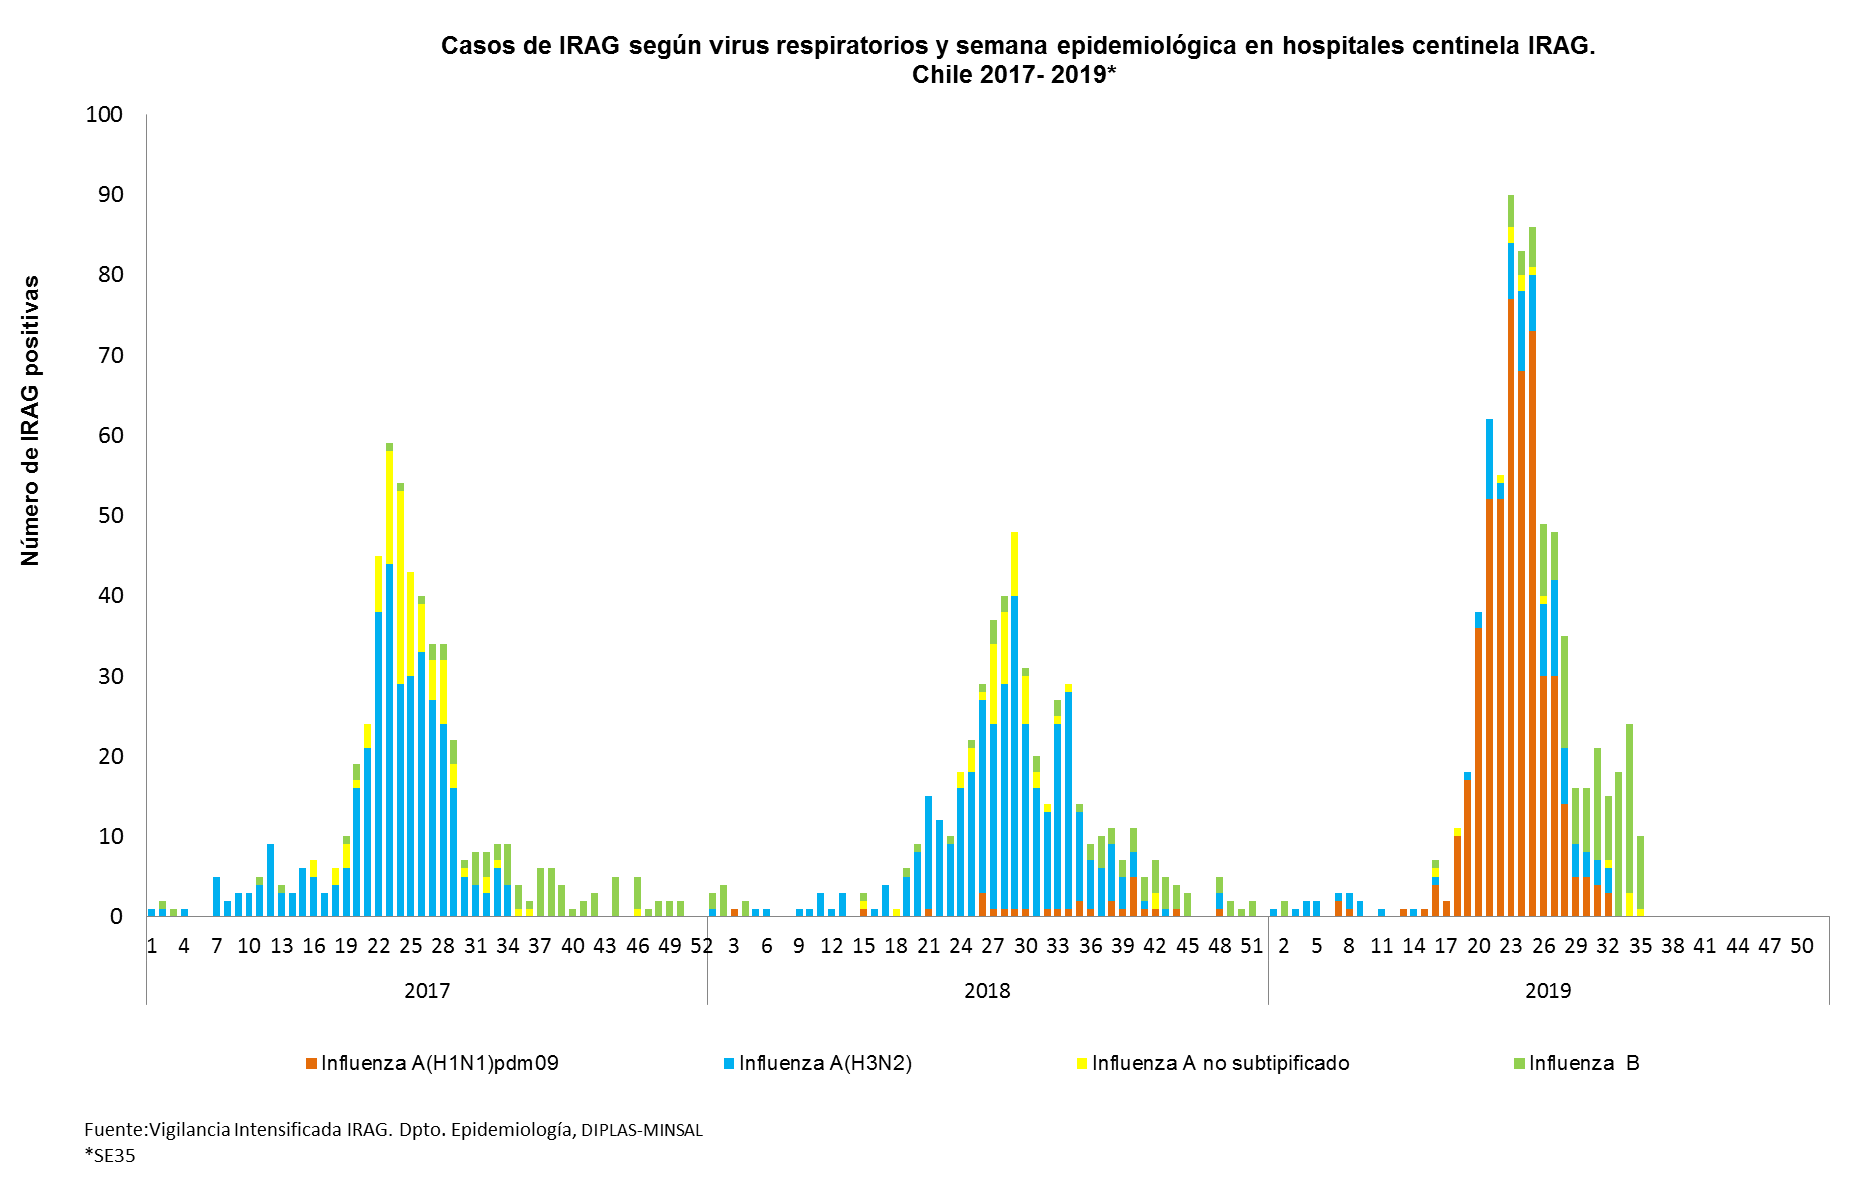 Casos de IRAG según virus respiratorios y semana epidemiológica en hospitales centinela IRAG.
Chile 2017- 2019*
Número de IRAG positivas
100
90
80
70
60
50
40
30
20
10
0
1 4 7 10 13 16 19 22 25 28 31 34 37 40 43 46 49 52 3 6 9 12 15 18 21 24 27 30 33 36 39 42 45 48 51 2 5 8 11 14 17 20 23 26 29 32 35 38 41 44 47 50
2017 2018 2019
Influenza A(H1N1)pdm09 Influenza A(H3N2) Influenza A no subtipificado Influenza B
Fuente:Vigilancia Intensificada IRAG. Dpto. Epidemiología, DIPLAS-MINSAL
*SE35